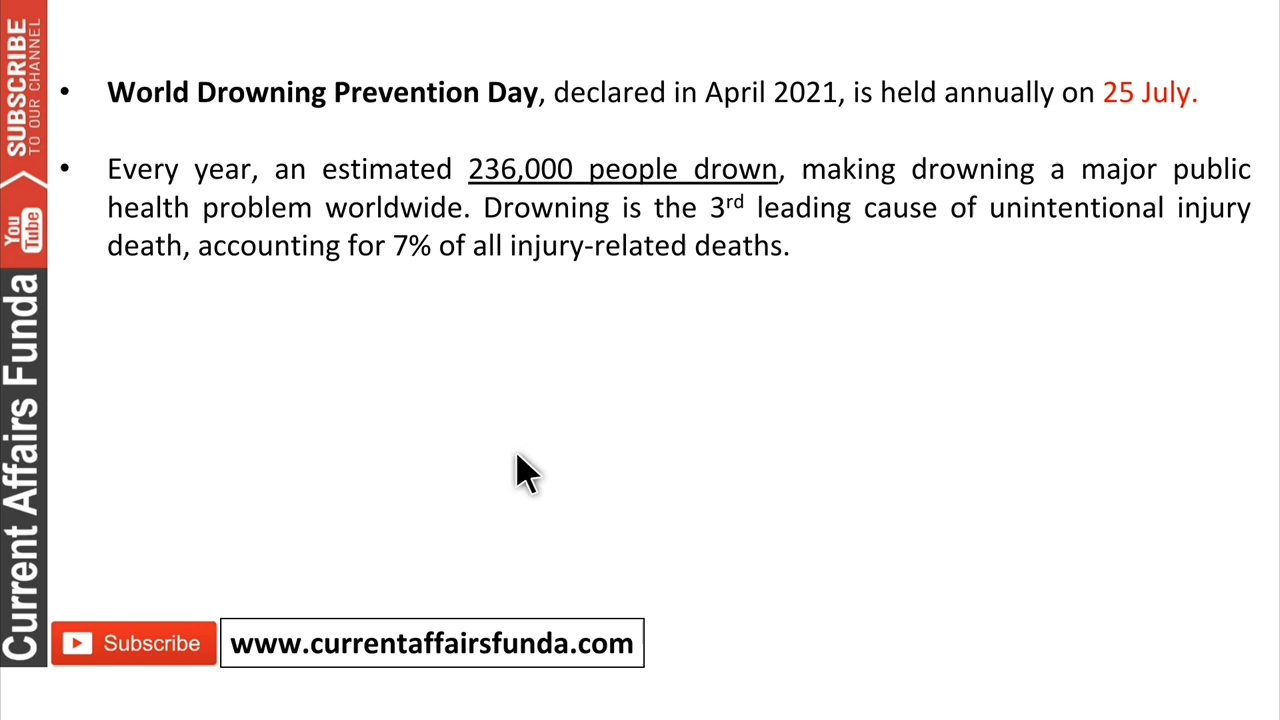 • World Drowning Prevention Day, declared in April 2021, is held annually on 25 July.
• Every year, an estimated 236,000 people drown, making drowning a major public
health problem worldwide. Drowning is the 3rd leading cause of unintentional injury
death, accounting for 7% of all injury-related deaths.
SUBSCRIBE
TO OUR CHANNEL
You
Tube
Current Affairs Funda
Subscribe
www.currentaffairsfunda.com